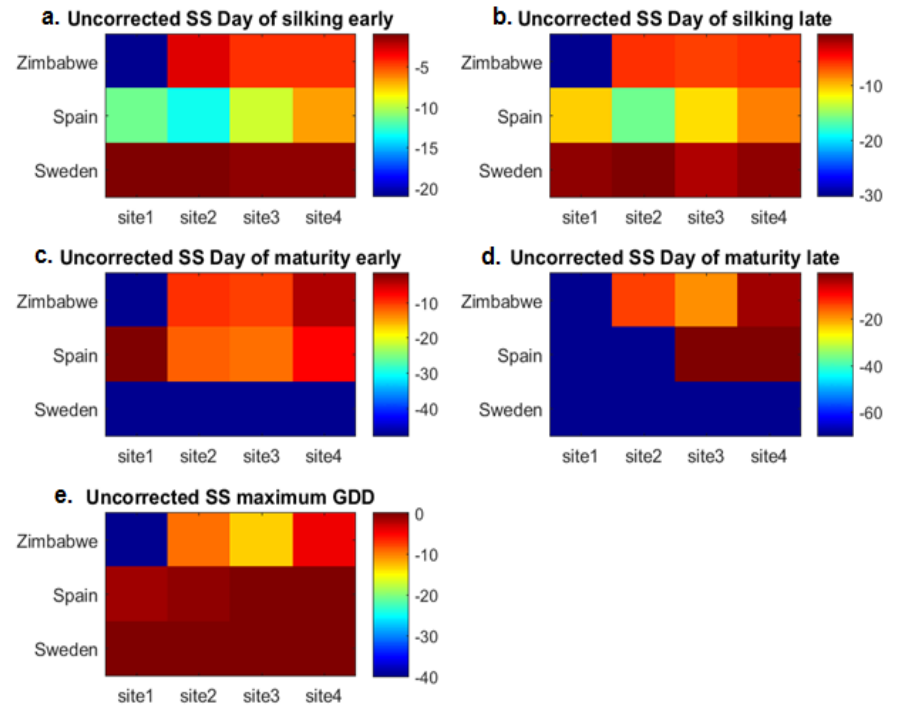 a. Uncorrected SS Day of silking early
Zimbabwe
Spain
Sweden
site1 site2 site3 site4
-5
-10
-15
-20
b. Uncorrected SS Day of silking late
Zimbabwe
Spain
Sweden
site1 site2 site3 site4
-10
-20
-30
c. Uncorrected SS Day of maturity early
Zimbabwe
Spain
Sweden
site1 site2 site3 site4
-10
-20
-30
-40
d. Uncorrected SS Day of maturity late
Zimbabwe
Spain
Sweden
site1 site2 site3 site4
-20
-40
-60
e. Uncorrected SS maximum GDD
Zimbabwe
Spain
Sweden
site1 site2 site3 site4
0
-10
-20
-30
-40